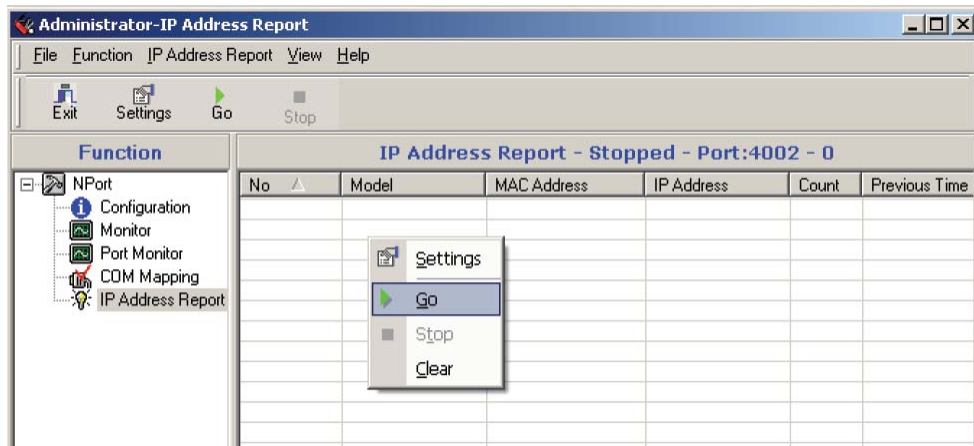 Administrator-IP Address Report
File Function IP Address Report View Help
Exit Settings Go Stop
Function
IP Address Report - Stopped - Port:4002 - 0
NPort
Configuration
Monitor
Port Monitor
COM Mapping
IP Address Report
No Model MAC Address IP Address Count Previous Time
Settings
Go
Stop
Clear